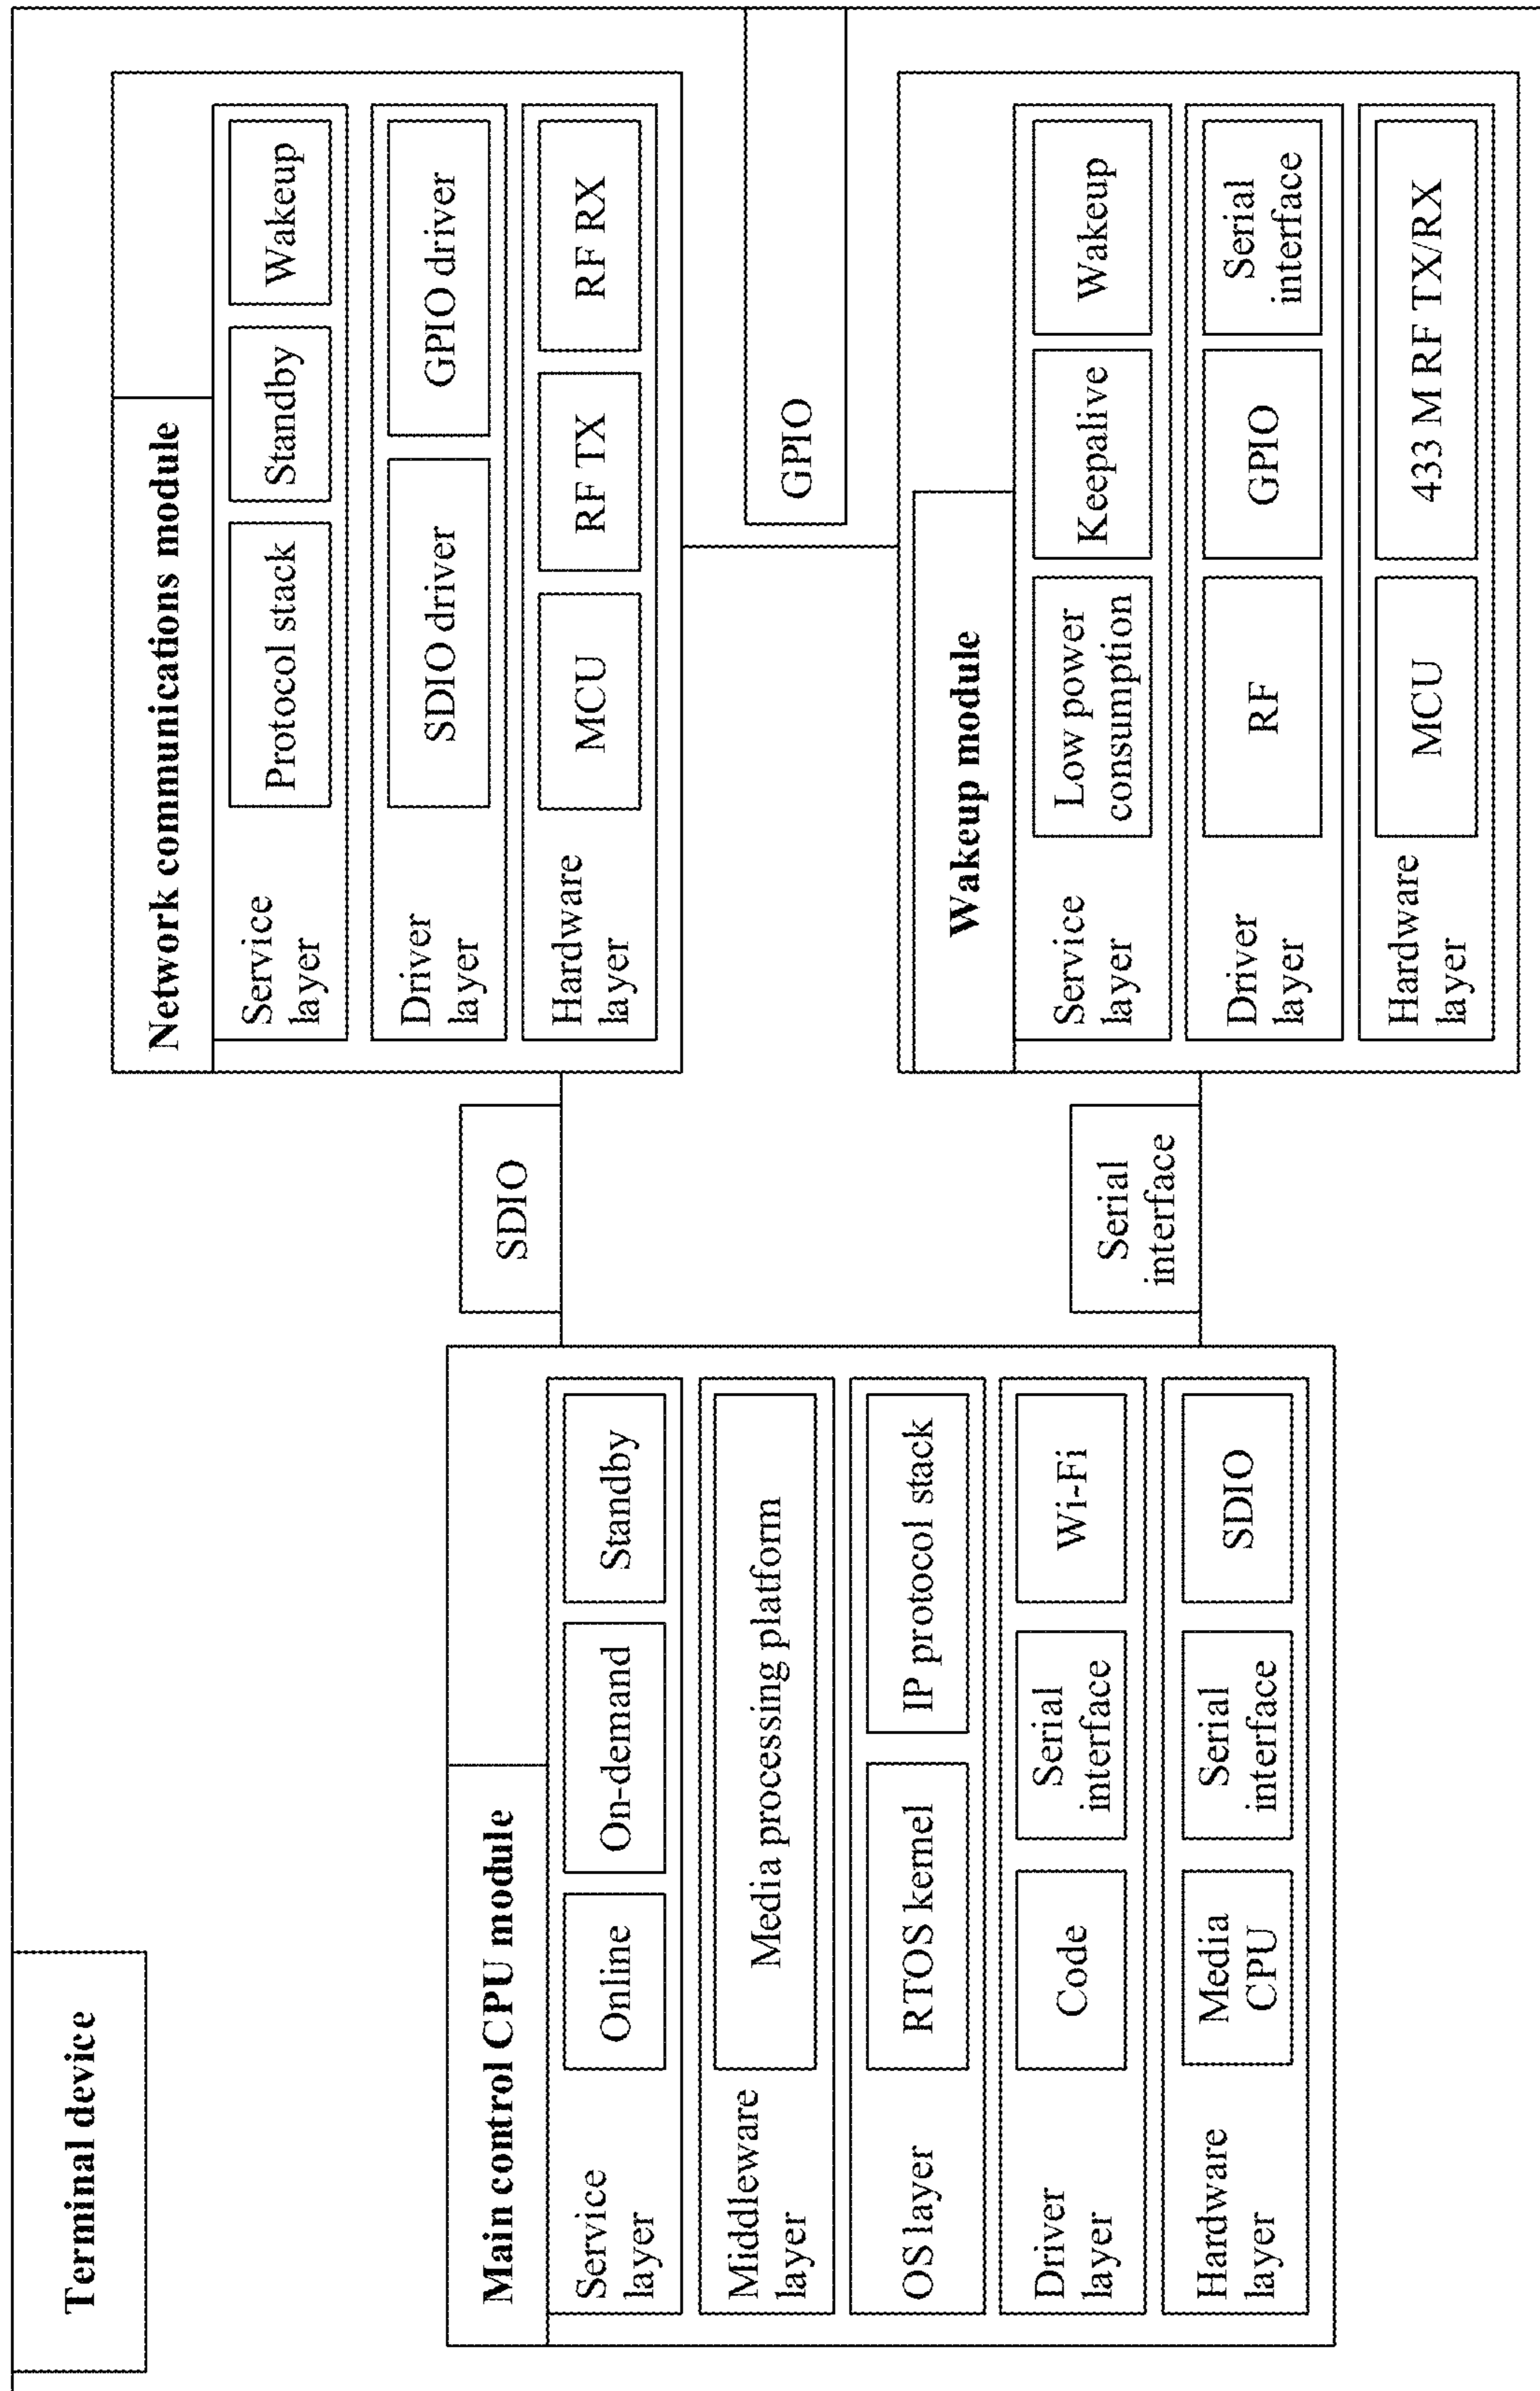 Terminal device
Main control CPU module
Service
layer
Online
On-demand
Standby
Middleware
layer
Media processing platform
OS layer
RTOS kernel
IP protocol stack
Driver
layer
Code
Serial
interface
Wi-Fi
Hardware
layer
Media
CPU
Serial
interface
SDIO
SDIO
Serial
interface
Network communications module
Service
layer
Protocol stack
Standby
Wakeup
Driver
layer
SDIO driver
GPIO driver
Hardware
layer
MCU
RF TX
RF RX
GPIO
Wakeup module
Service
layer
Low power
consumption
Keepalive
Wakeup
Driver
layer
RF
GPIO
Serial
interface
Hardware
layer
MCU
433 M RF TX/RX